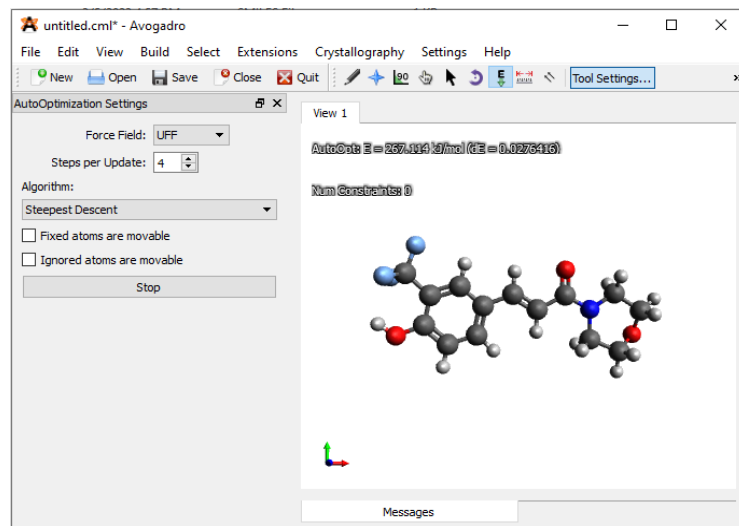 untitled.cml* - Avogadro
File Edit View Build Select Extensions Crystallography Settings Help
New Open Save Close Quit 90 E Tool Settings... »
AutoOptimization Settings
View 1
Force Field: UFF
Steps per Update: 4
Algorithm:
Steepest Descent
Fixed atoms are movable
Ignored atoms are movable
Stop
AutoOpt: E = 267.114 kJ/mol (dE = 0.0276416)
Num Constraints: 0
Messages